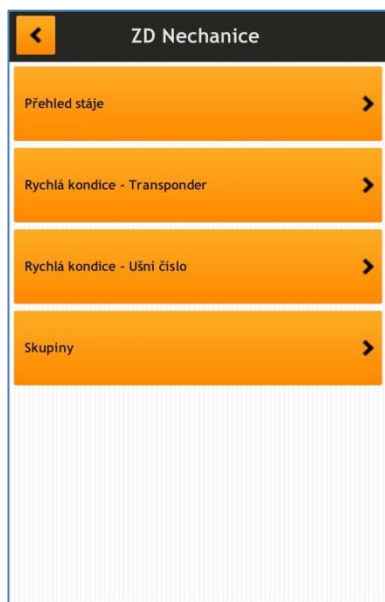 ZD Nechanice
Přehled stáje
Rychlá kondice - Transponder
Rychlá kondice - Ušní číslo
Skupiny